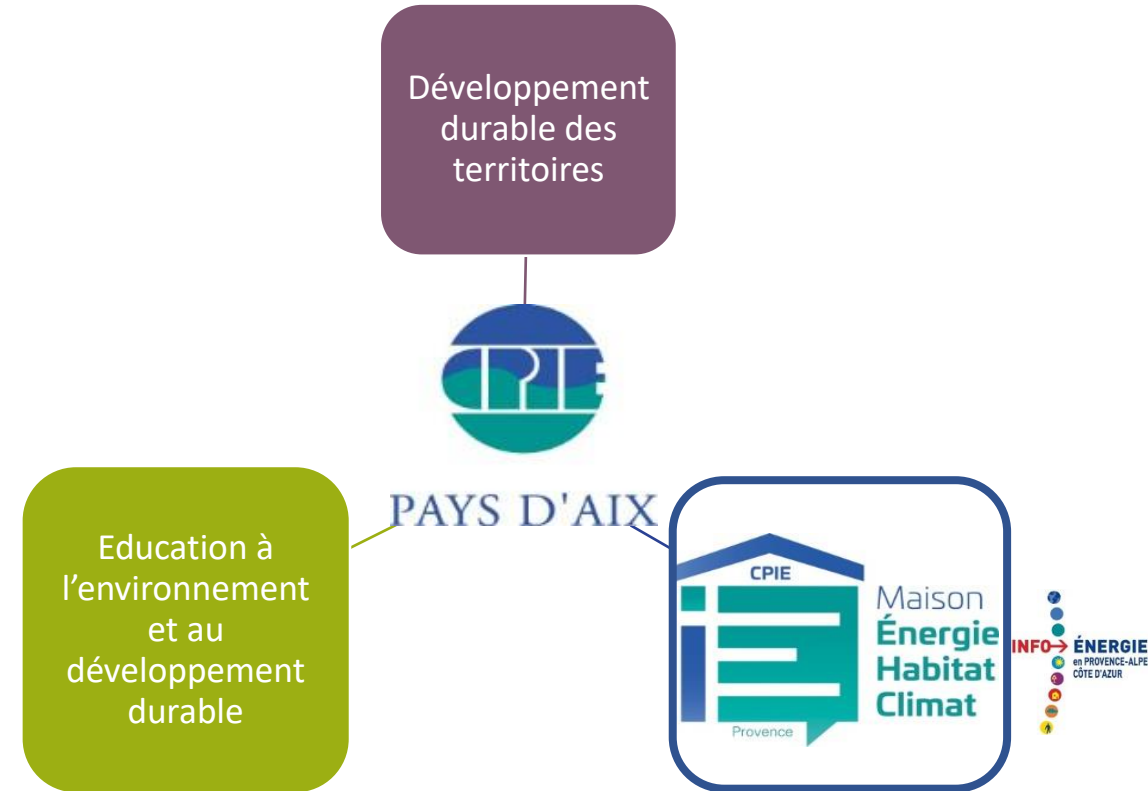 Développement
durable des
territoires
CPIE
PAYS D'AIX
Education à
l'environnement
et au
développement
durable
CPIE
Maison
Énergie
Habitat
Climat
Provence
INFO→ ÉNERGIE
en PROVENCE-ALPE
CÔTE D'AZUR